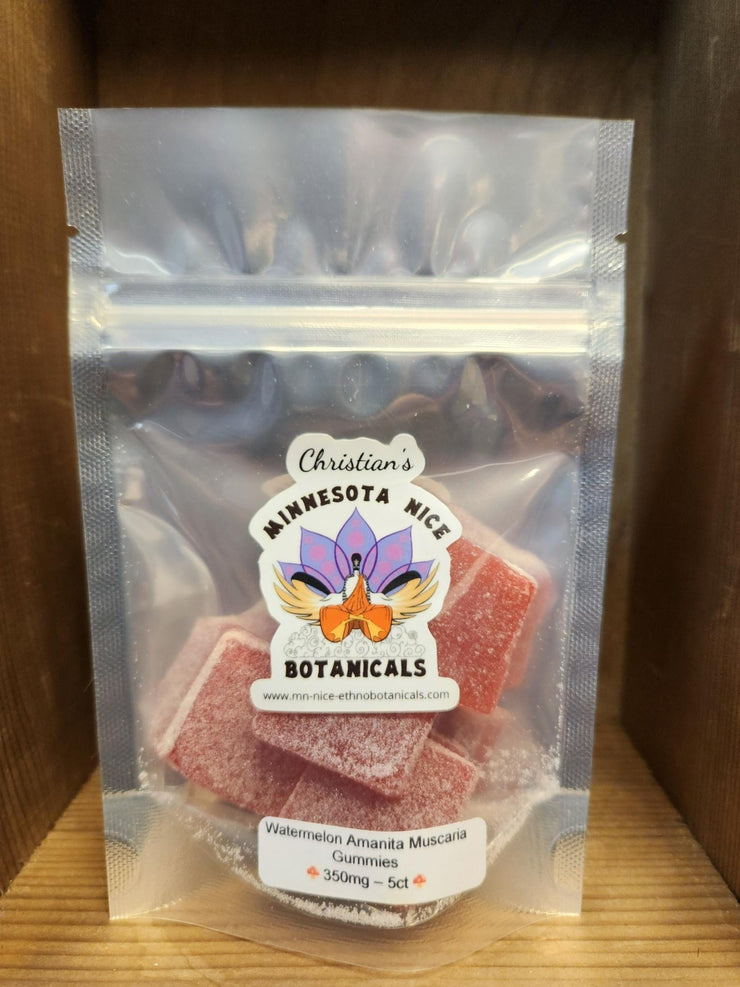 Christian's
MINNESOTA NICE
BOTANICALS
www.mn-nice-ethnobotanicals.com
Watermelon Amanita Muscaria
Gummies
🍄 350mg – 5ct 🍄